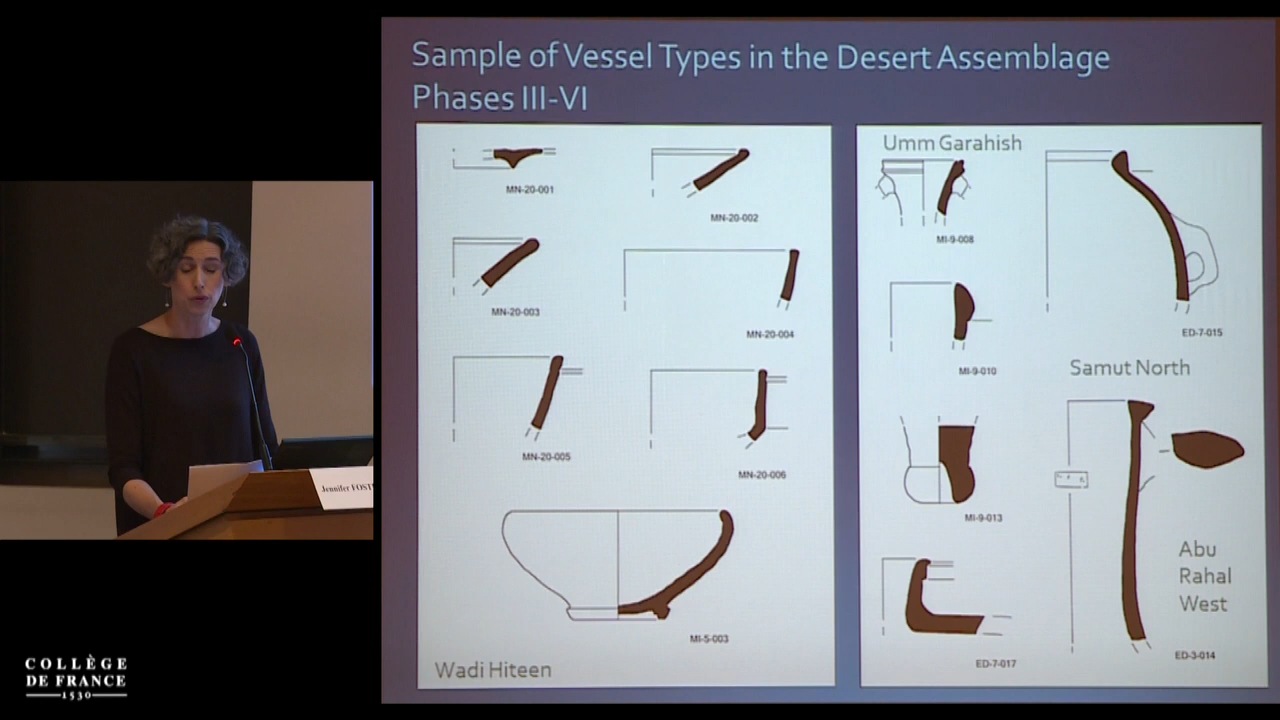 Sample of Vessel Types in the Desert Assemblage
Phases III-VI
MN-20-001
MN-20-002
MN-20-003
MN-20-004
MN-20-005
MN-20-006
MI-5-003
Wadi Hiteen
Umm Garahish
MI-9-008
ED-7-015
MI-9-010
Samut North
MI-9-013
Abu
Rahal
West
ED-7-017
ED-3-014
Jennifer
COLLÈGE
DE FRANCE
1530